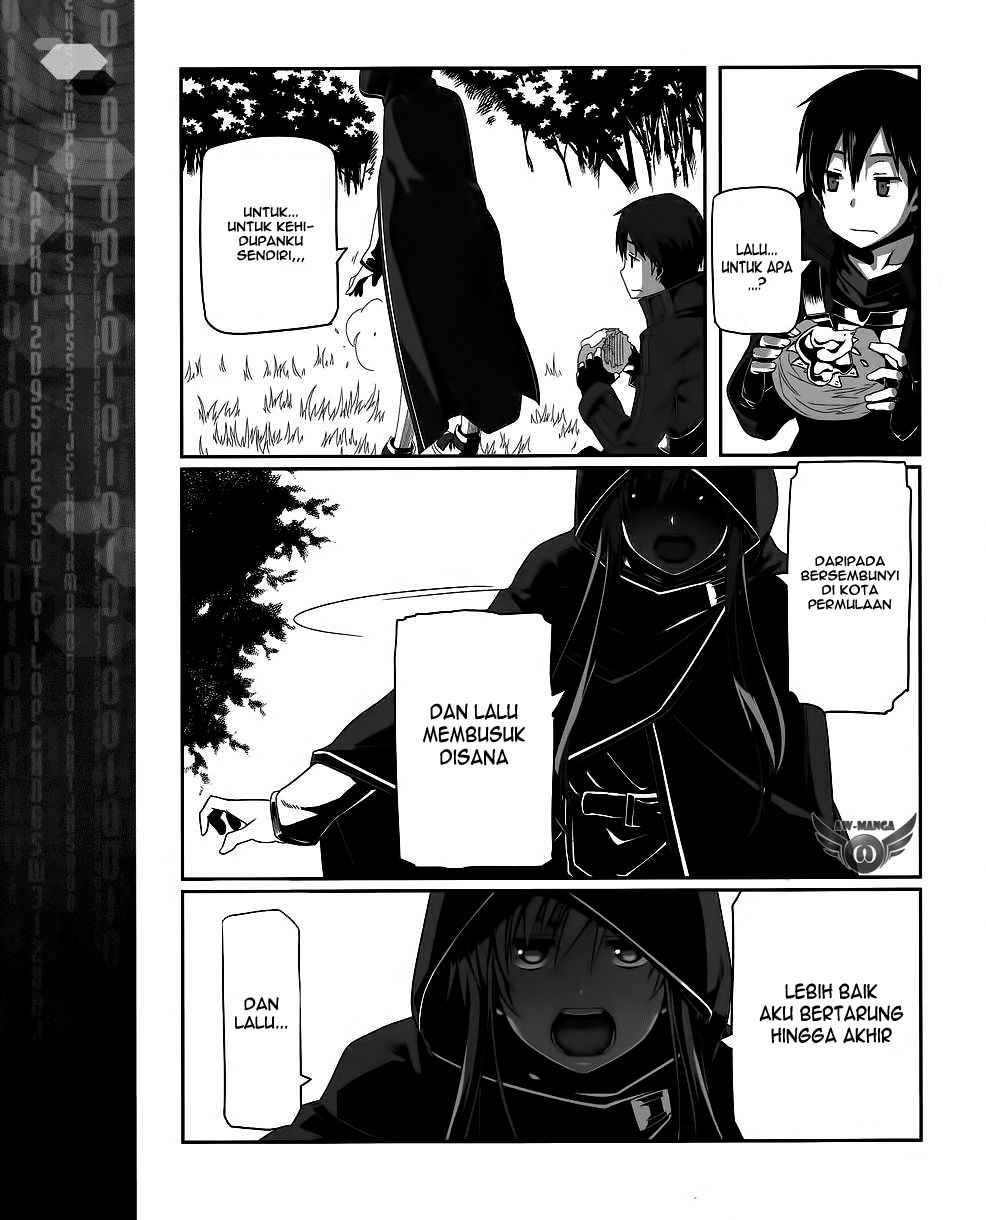 LALU...
UNTUK APA
...?
UNTUK...
UNTUK KEHI-
DUPANKU
SENDIRI,,,
DARIPADA
BERSEMBUNYI
DI KOTA
PERMULAAN
DAN LALU
MEMBUSUK
DISANA
AW-MANGA
LEBIH BAIK
AKU BERTARUNG
HINGGA AKHIR
DAN
LALU...